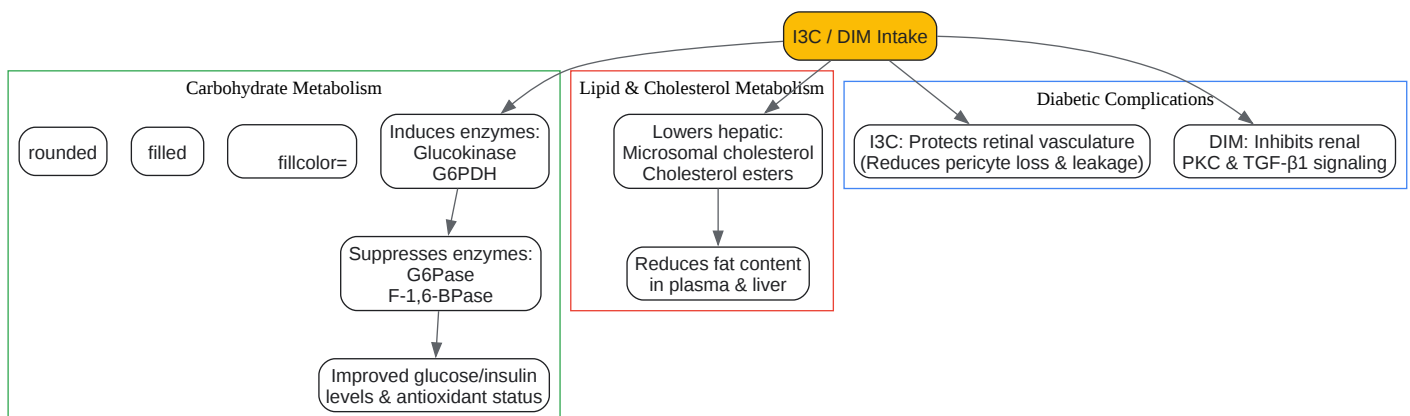 I3C / DIM Intake
Carbohydrate Metabolism
rounded
filled
fillcolor=
Induces enzymes:
Glucokinase
G6PDH
Suppresses enzymes:
G6Pase
F-1,6-BPase
Improved glucose/insulin
levels & antioxidant status
Lipid & Cholesterol Metabolism
Lowers hepatic:
Microsomal cholesterol
Cholesterol esters
Reduces fat content
in plasma & liver
Diabetic Complications
I3C: Protects retinal vasculature
(Reduces pericyte loss & leakage)
DIM: Inhibits renal
PKC & TGF-β1 signaling